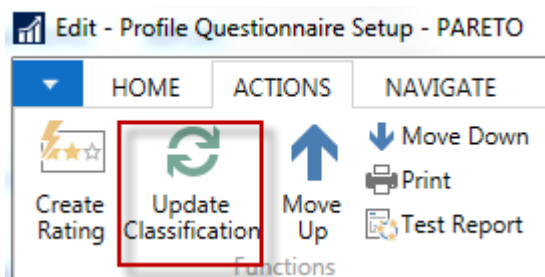 Edit - Profile Questionnaire Setup - PARETO
HOME ACTIONS NAVIGATE
Create Rating
Update Classification
Move Up
Move Down
Print
Test Report
Functions